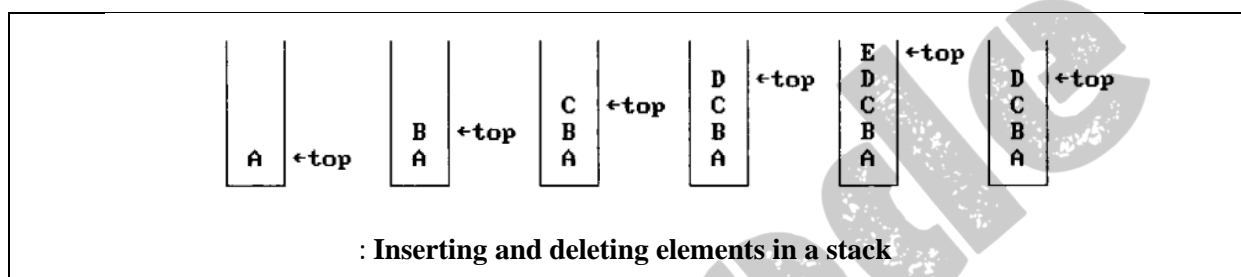 E ←top
D ←top D D ←top
C ←top C C C
B ←top B B B B
A ←top A A A A A
: Inserting and deleting elements in a stack